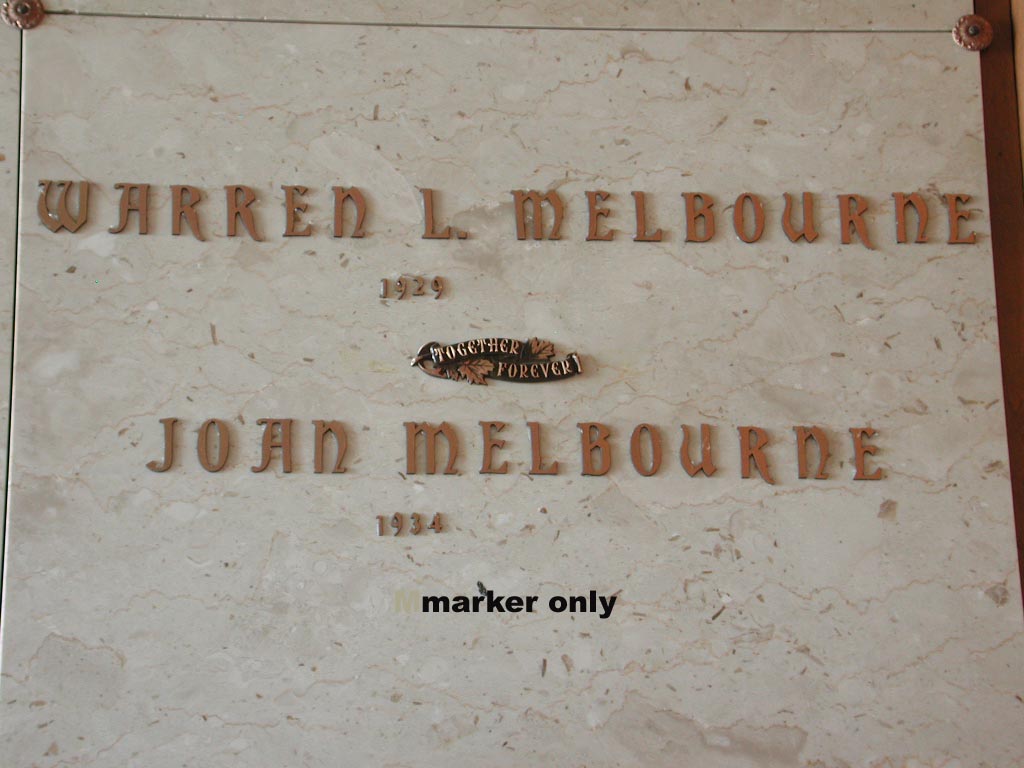 WARREN L. MELBOURNE
1929
TOGETHER
FOREVER
JOAN MELBOURNE
1934
Mmarker only